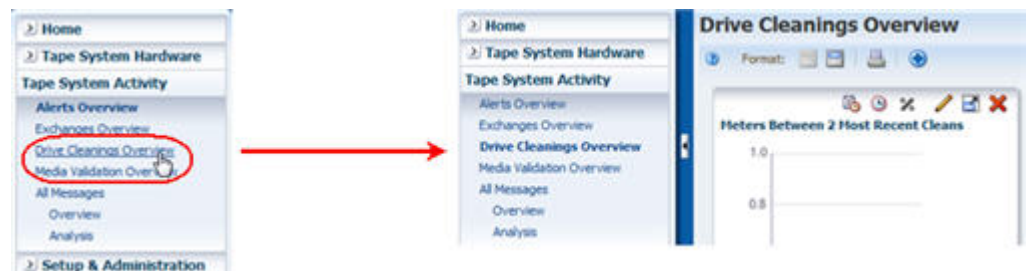 Home
Tape System Hardware
Tape System Activity
Alerts Overview
Exchanges Overview
Drive Cleanings Overview
Media Validation Overview
All Messages
Overview
Analysis
Setup & Administration
Home
Tape System Hardware
Tape System Activity
Alerts Overview
Exchanges Overview
Drive Cleanings Overview
Media Validation Overview
All Messages
Overview
Analysis
Drive Cleanings Overview
Format:
Meters Between 2 Most Recent Cleans
1.0
0.8